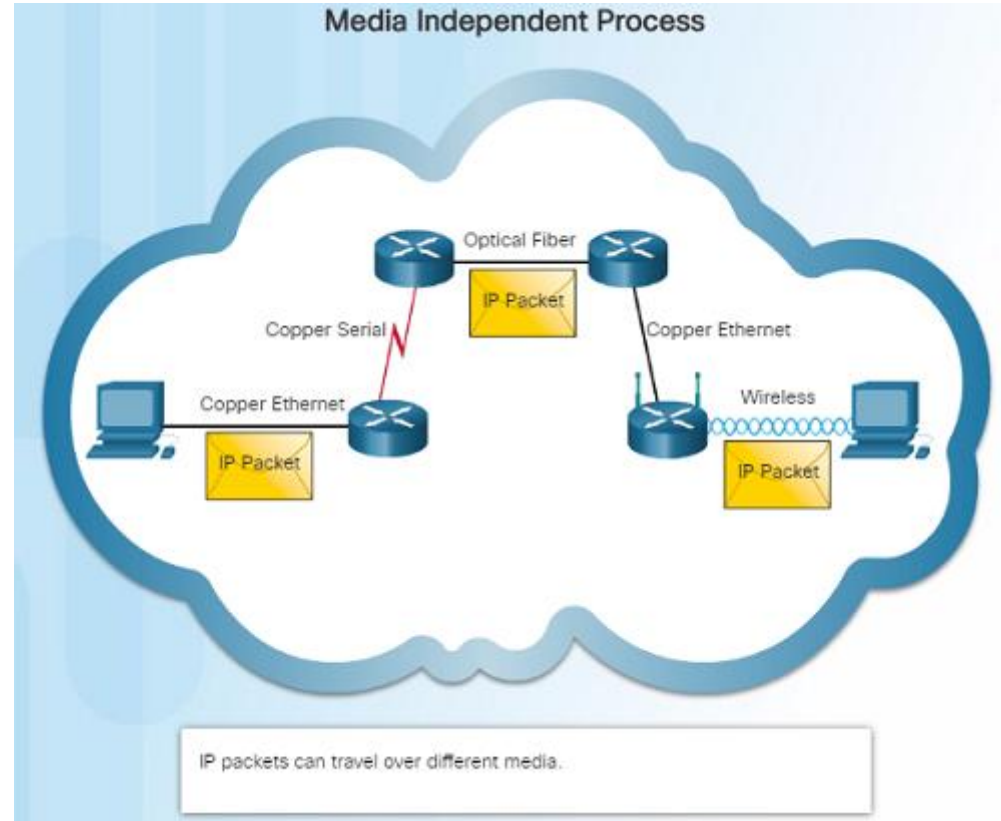 Media Independent Process
Optical Fiber
IP Packet
Copper Serial
Copper Ethernet
Copper Ethernet
IP Packet
Wireless
IP Packet
IP packets can travel over different media.